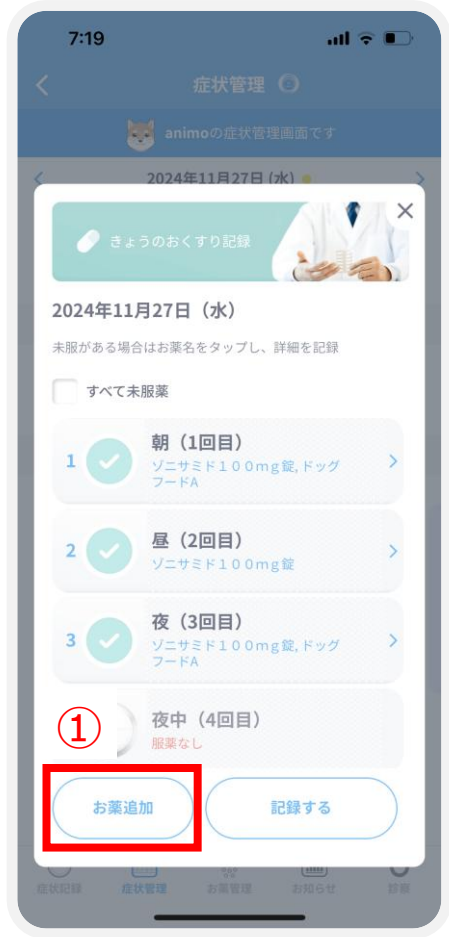 7:19
症状管理
animoの症状管理画面です
2024年11月27日 (水)
きょうのおくすり記録
2024年11月27日（水）
未服がある場合はお薬名をタップし、詳細を記録
すべて未服薬
1
朝（1回目）
ゾニサミド１００ｍｇ錠, ドッグ
フードA
2
昼（2回目）
ゾニサミド１００ｍｇ錠
3
夜（3回目）
ゾニサミド１００ｍｇ錠, ドッグ
フードA
①
夜中（4回目）
服薬なし
お薬追加
記録する
症状記録
症状管理
お薬管理
お知らせ
診察